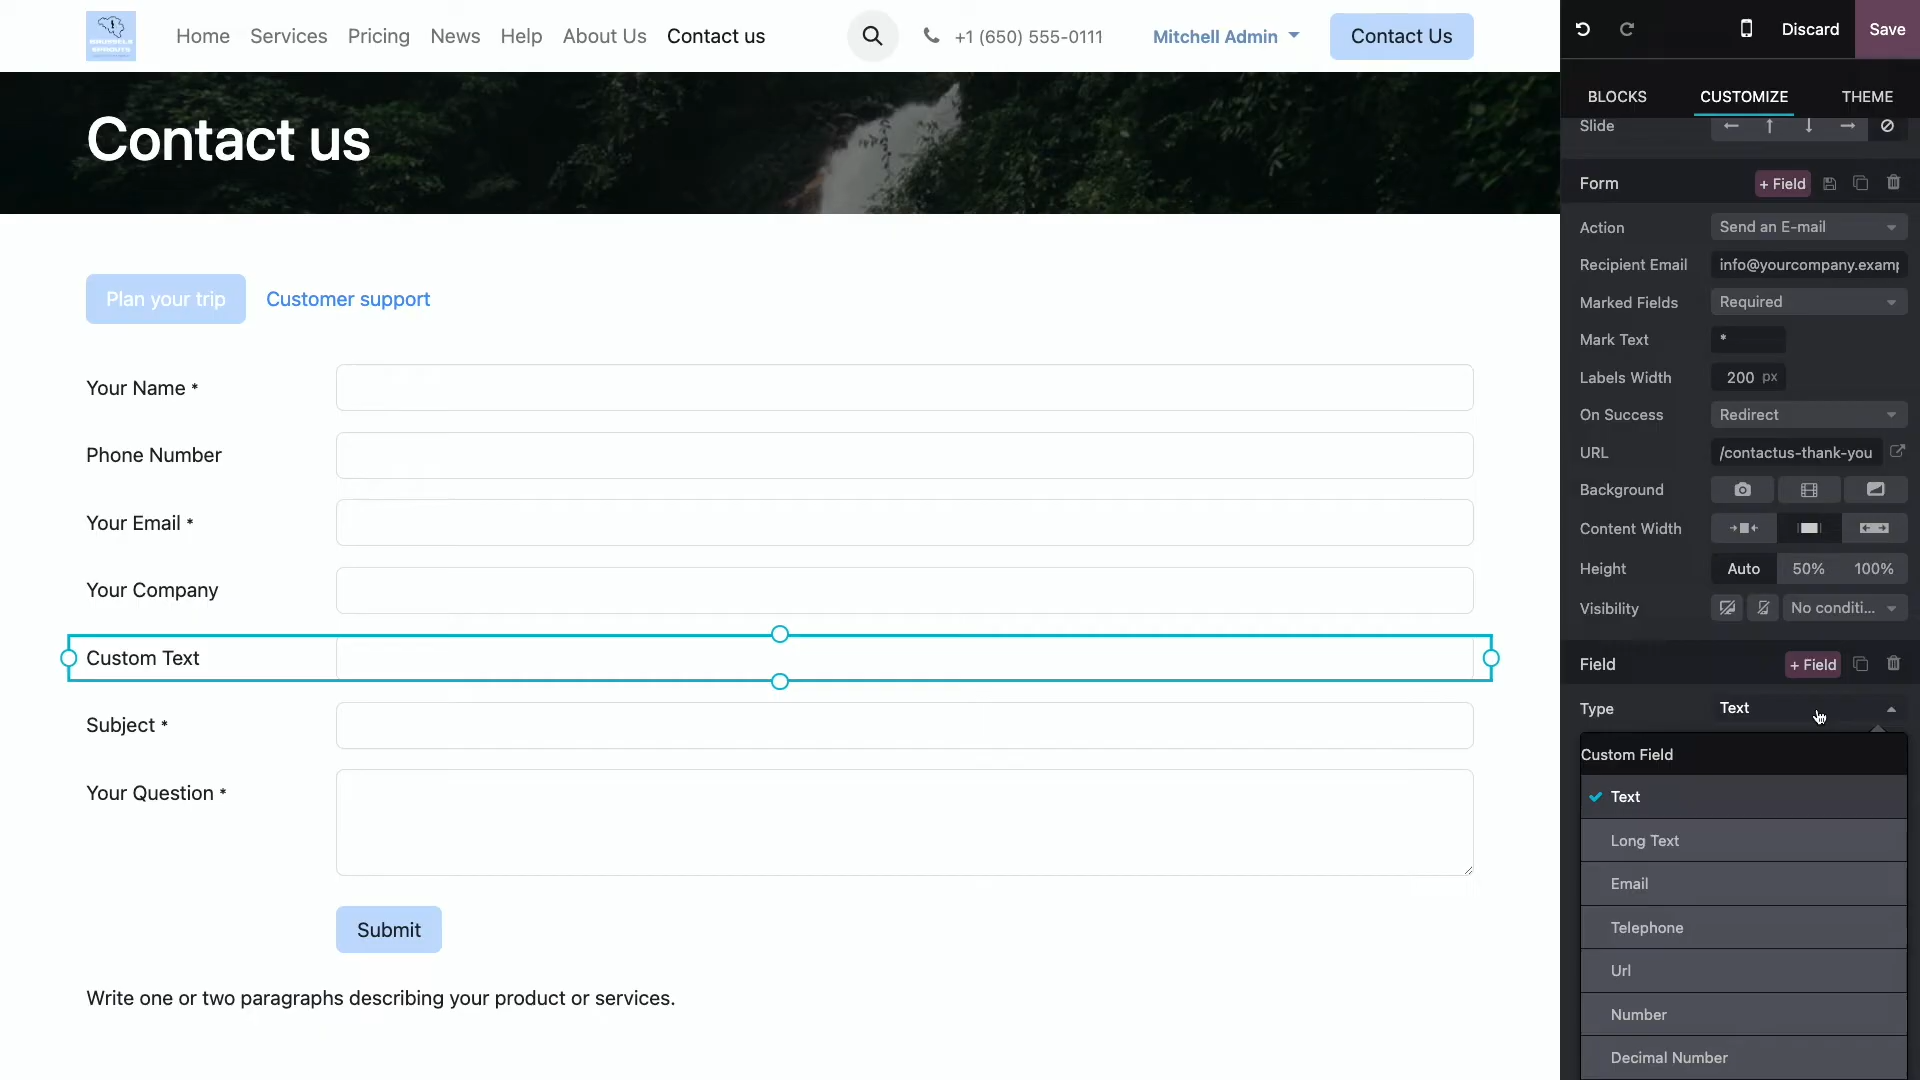 BRUSSELS
SPROUTS
Home Services Pricing News Help About Us Contact us
+1 (650) 555-0111
Mitchell Admin
Contact Us
Discard
Save
BLOCKS
CUSTOMIZE
THEME
Contact us
Plan your trip
Customer support
Your Name *
Phone Number
Your Email *
Your Company
Custom Text
Subject *
Your Question *
Submit
Write one or two paragraphs describing your product or services.
Slide
Form + Field
Action Send an E-mail
Recipient Email info@yourcompany.examp
Marked Fields Required
Mark Text *
Labels Width 200 px
On Success Redirect
URL /contactus-thank-you
Background
Content Width
Height Auto 50% 100%
Visibility No conditi...
Field + Field
Type Text
Custom Field
Text
Long Text
Email
Telephone
Url
Number
Decimal Number